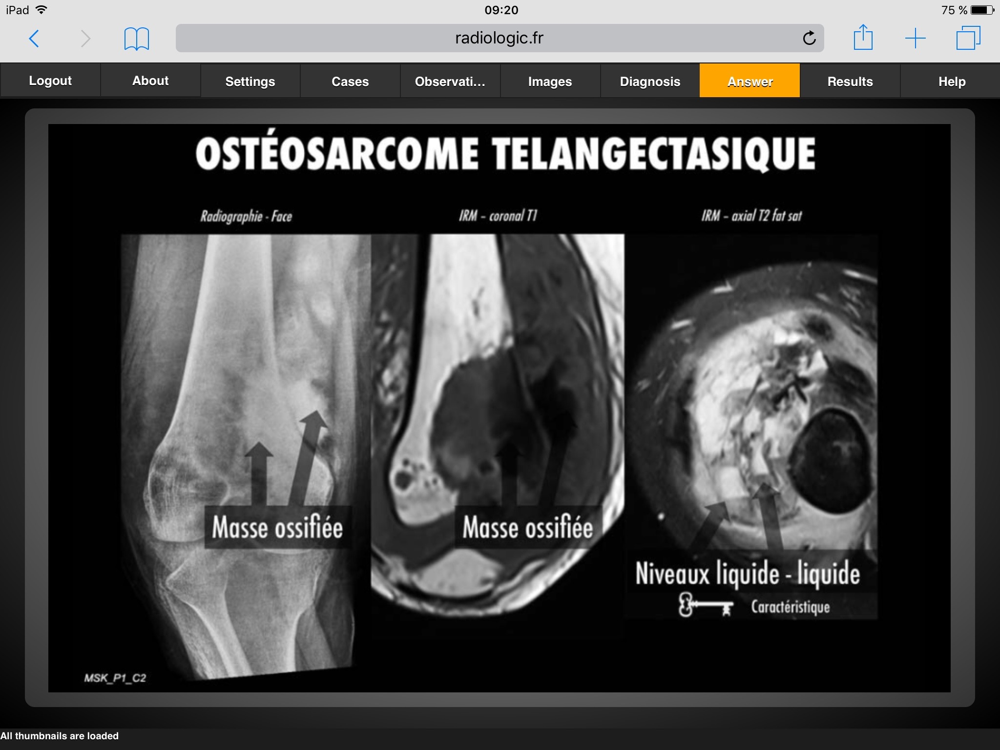 iPad 09:20 75 %
radiologic.fr
Logout About Settings Cases Observati... Images Diagnosis Answer Results Help
OSTÉOSARCOME TELANGECTASIQUE
Radiographie - Face
IRM – coronal T1
IRM – axial T2 fat sat
Masse ossifiée
Masse ossifiée
Niveaux liquide - liquide
Caractéristique
MSK_P1_C2
All thumbnails are loaded